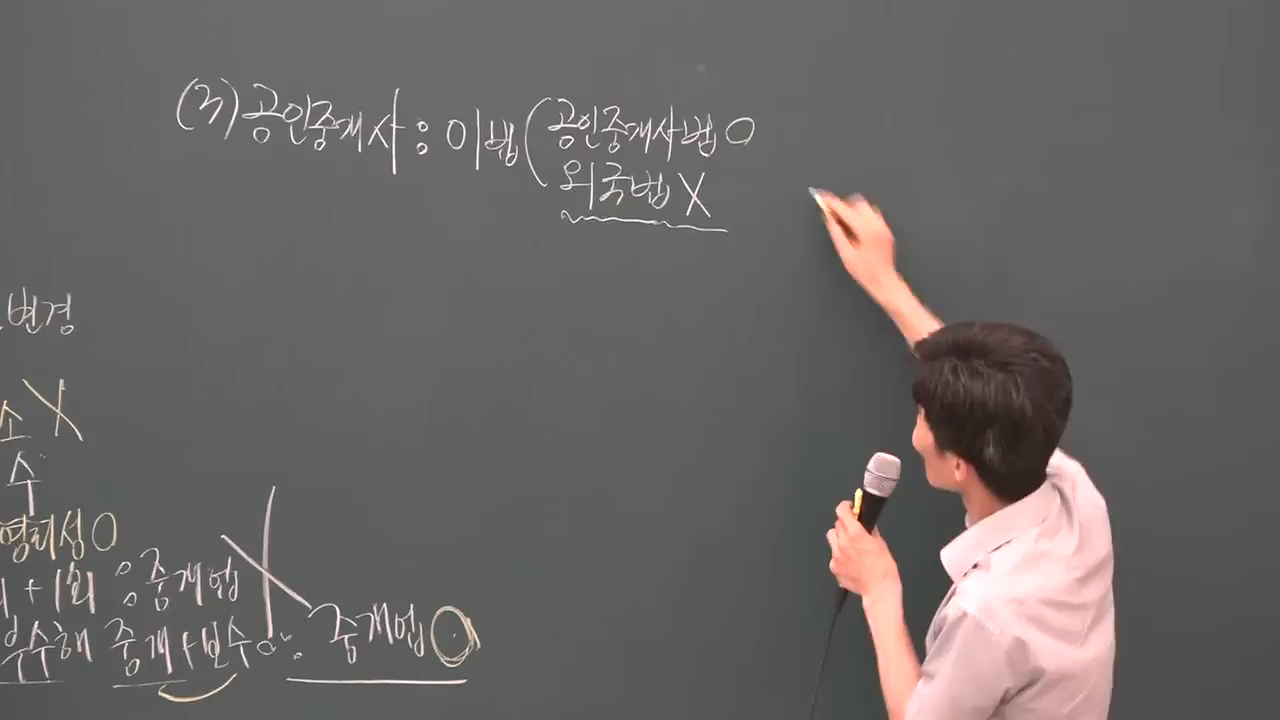 (3) 공인중개사 : 이법 (공인중개사법 O
외국법 X
변경
소 X
수
영리성 O
+ 1회 : 중개업 X
부수해 중개+보수 o : 중개업 O